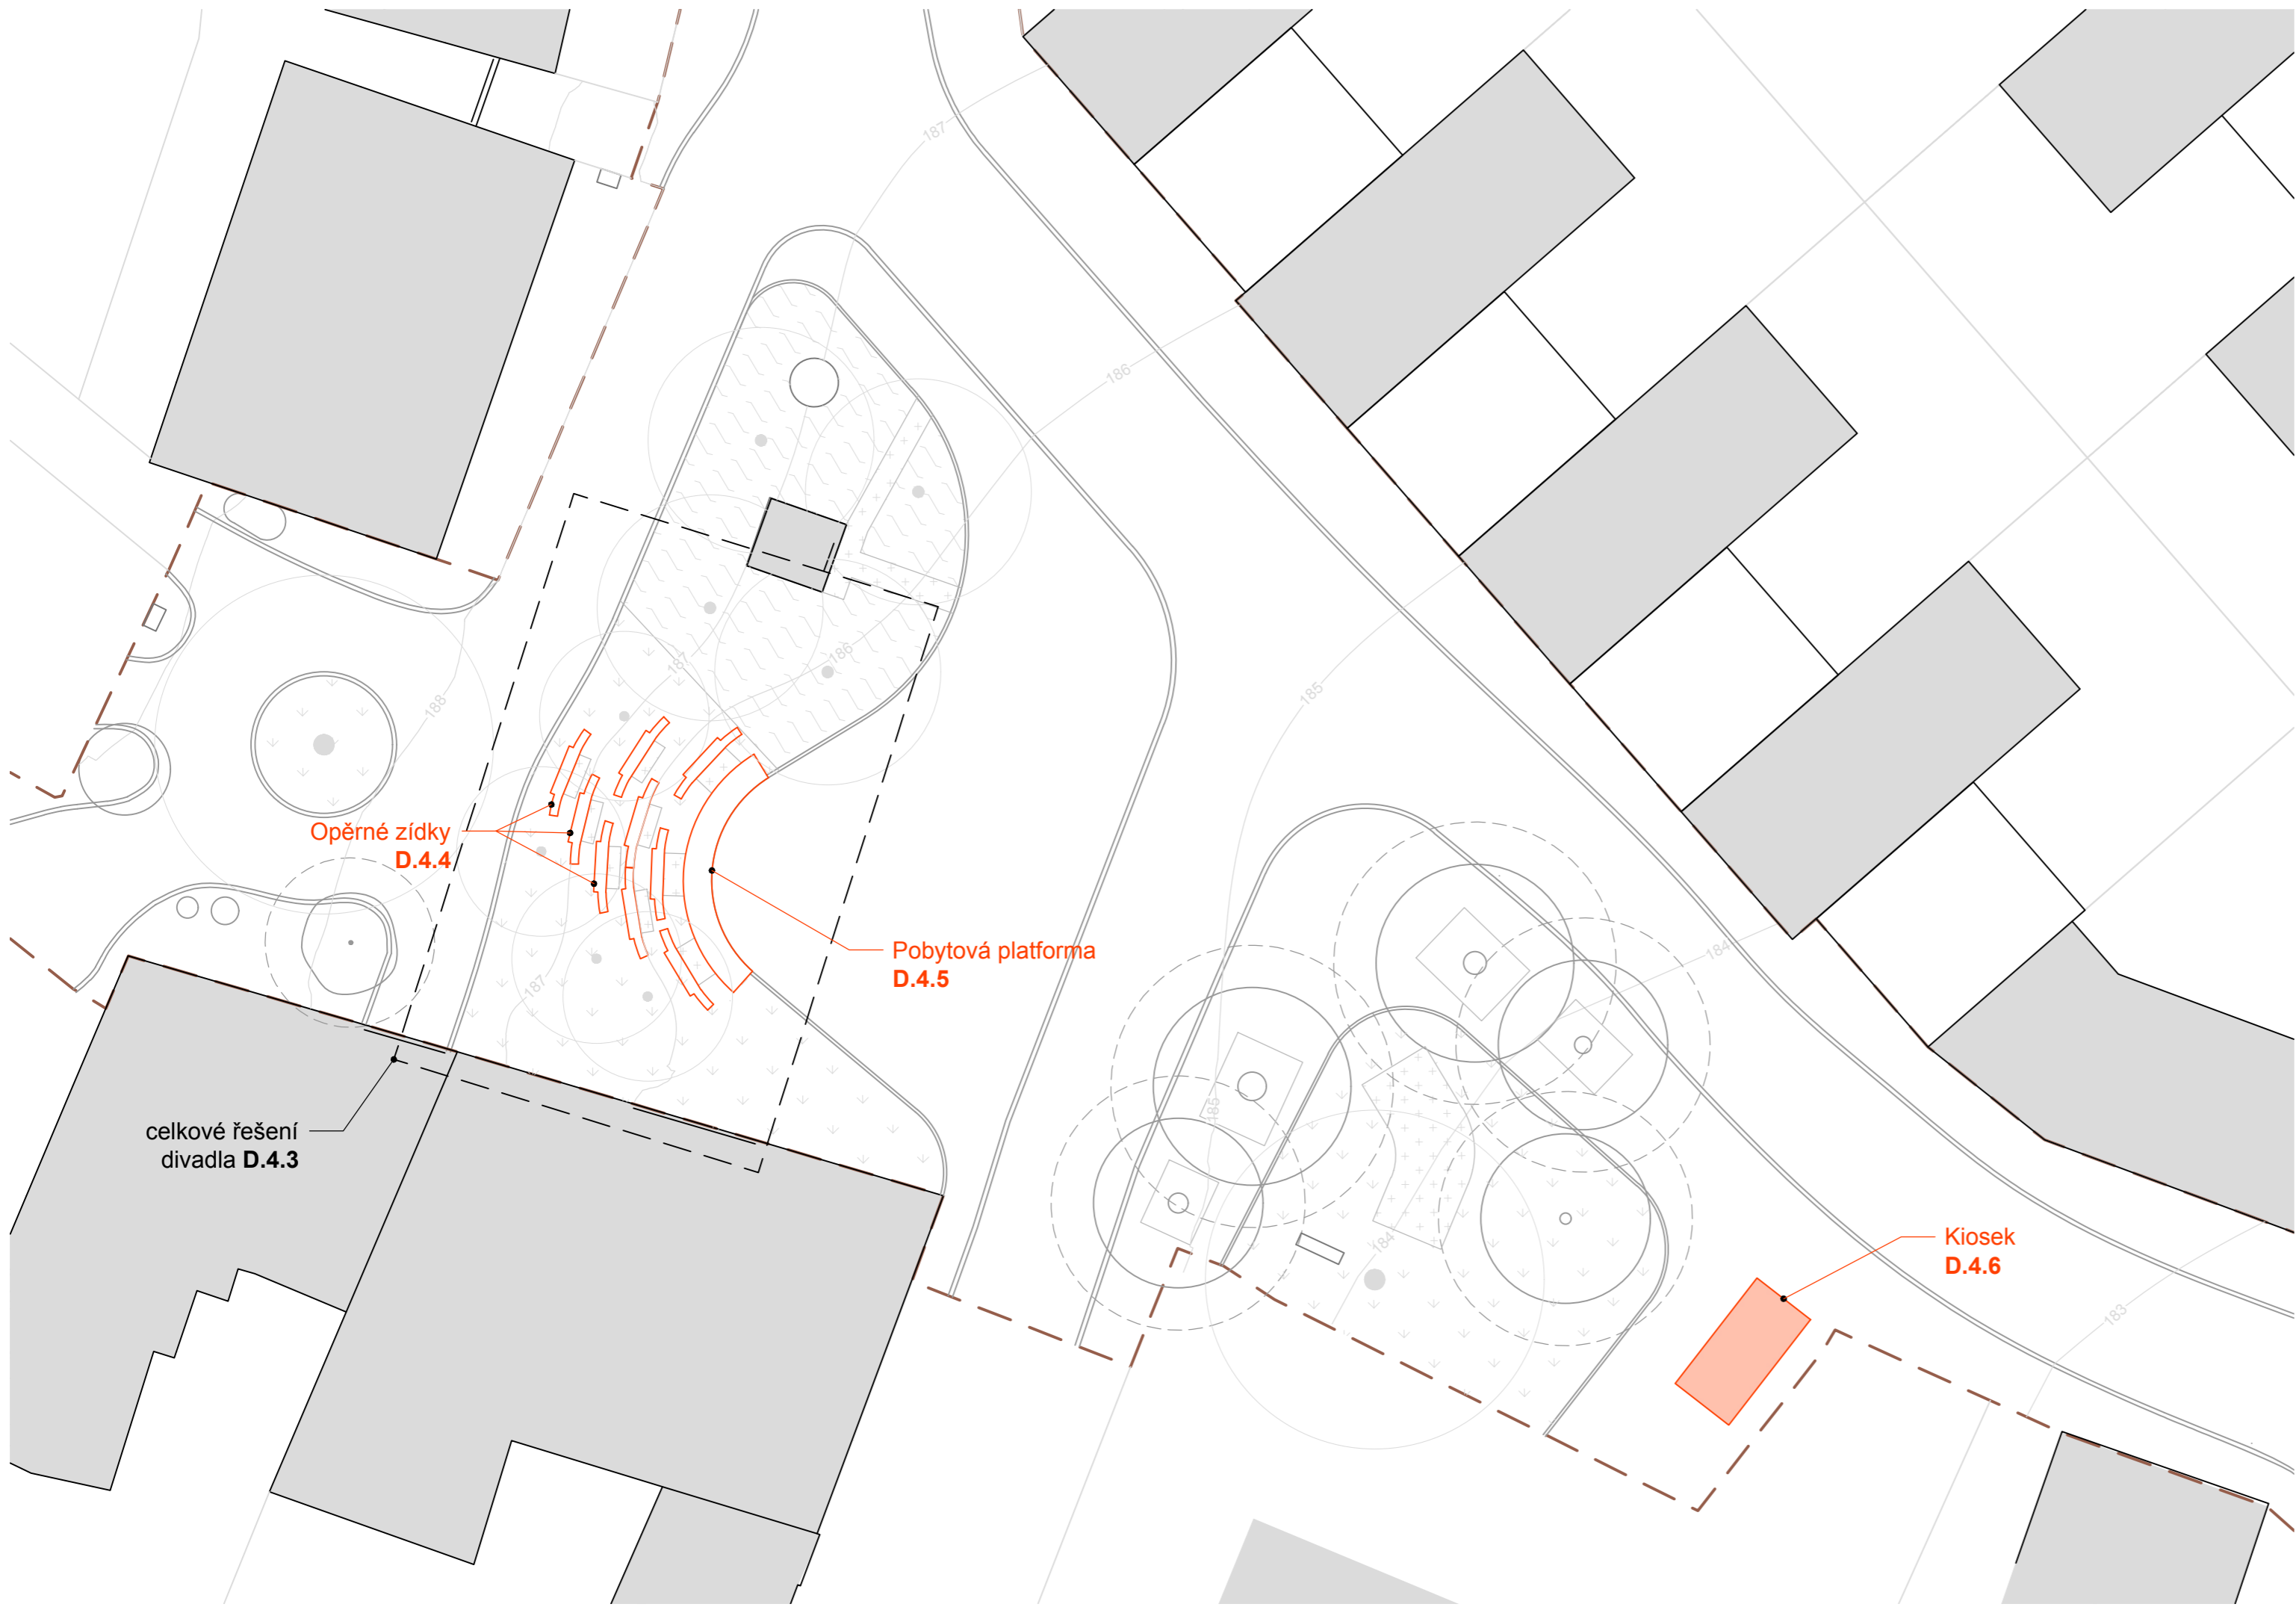 187
186
187
186
185
188
Opěrné zídky
D.4.4
Pobytová platforma
D.4.5
184
187
185
celkové řešení
divadla D.4.3
184
Kiosek
D.4.6
183